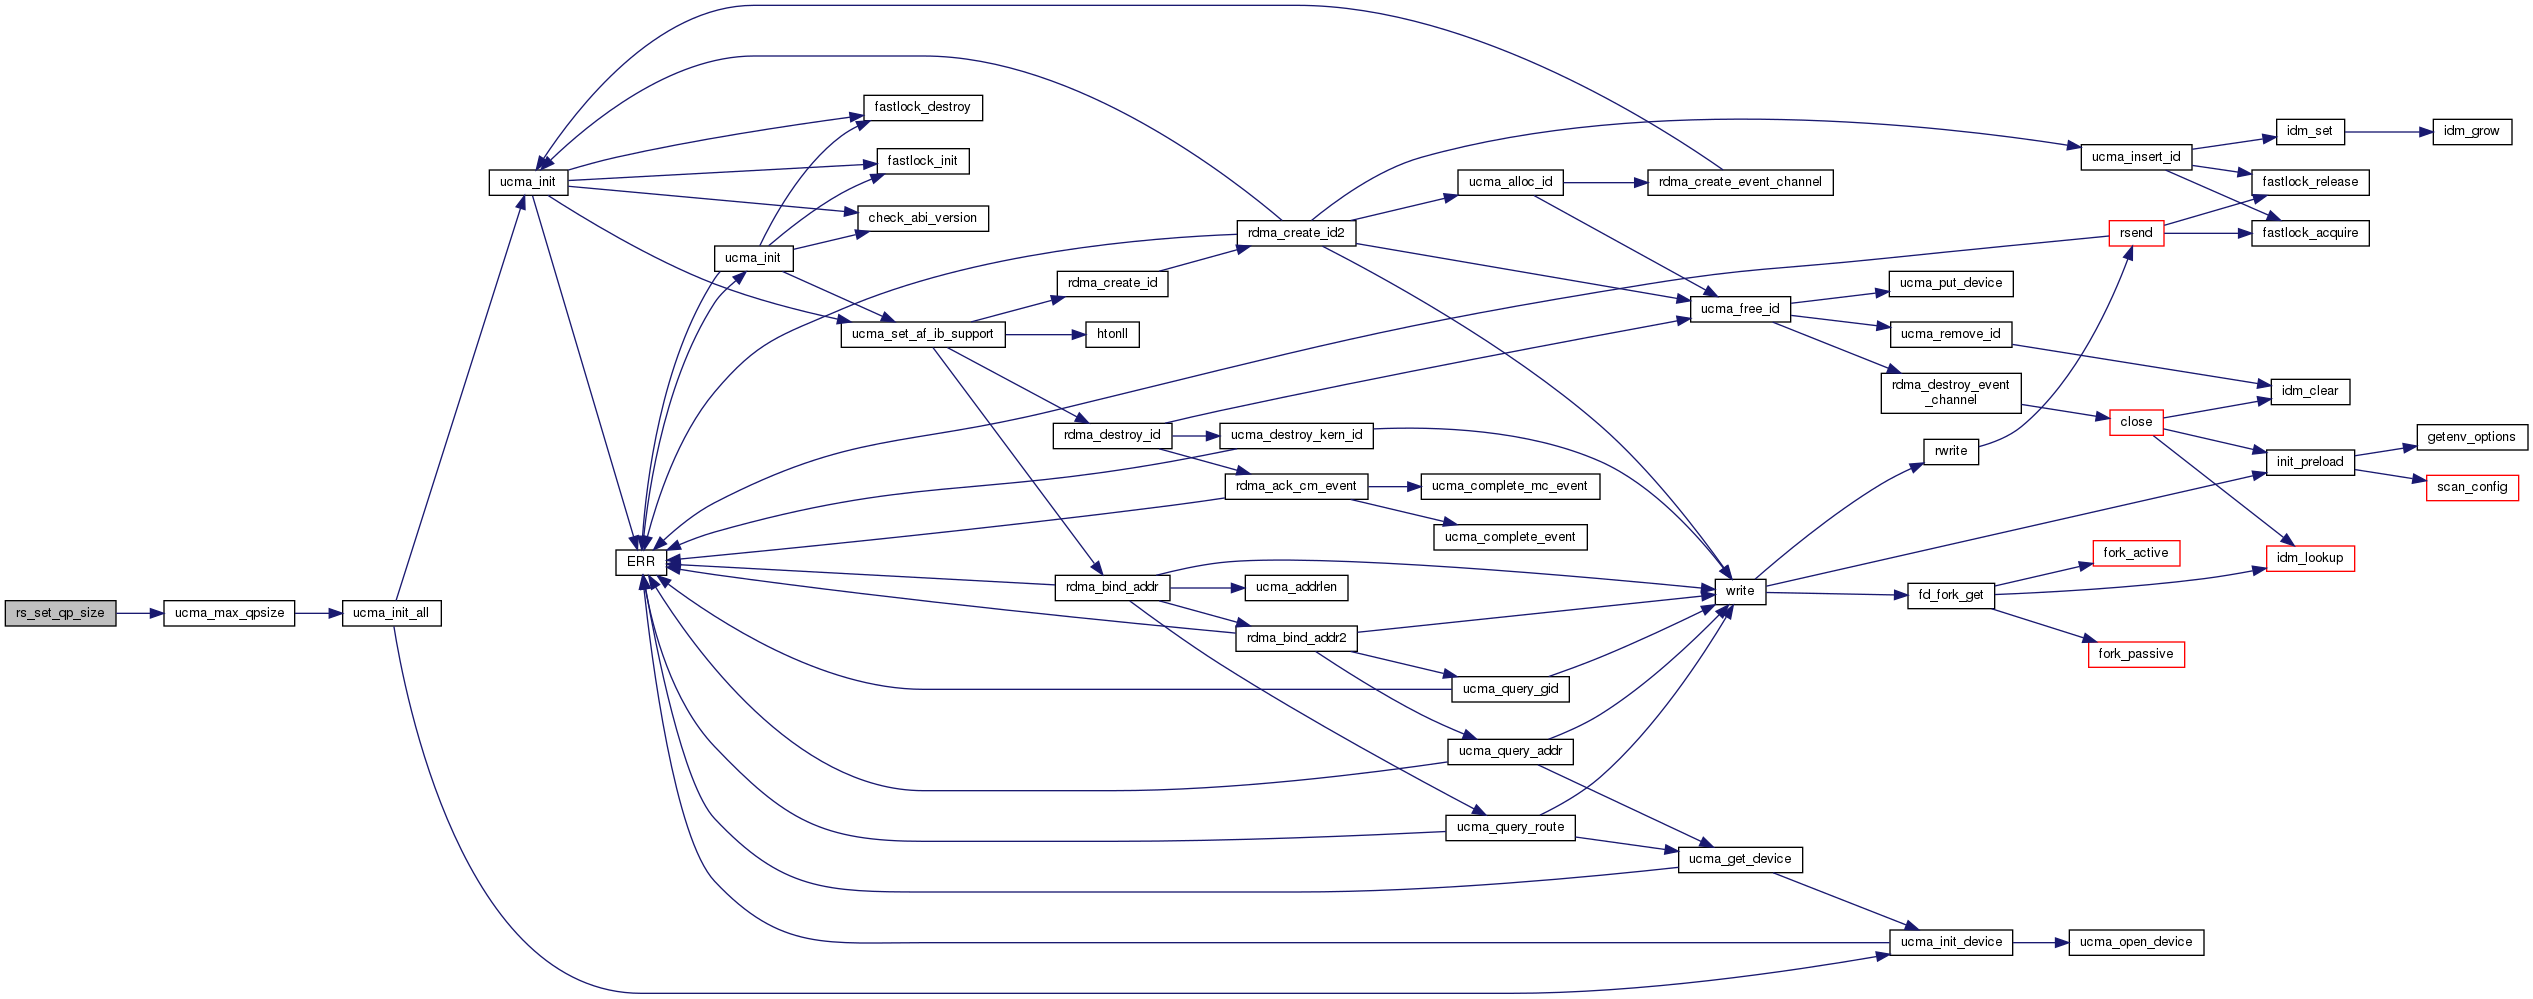 fastlock_destroy
idm_set
idm_grow
fastlock_init
ucma_insert_id
ucma_init
ucma_alloc_id
rdma_create_event_channel
fastlock_release
check_abi_version
rdma_create_id2
rsend
fastlock_acquire
ucma_init
rdma_create_id
ucma_put_device
ucma_free_id
ucma_set_af_ib_support
htonll
ucma_remove_id
rdma_destroy_event
_channel
idm_clear
close
rdma_destroy_id
ucma_destroy_kern_id
getenv_options
rwrite
init_preload
rdma_ack_cm_event
ucma_complete_mc_event
scan_config
ucma_complete_event
fork_active
ERR
idm_lookup
rdma_bind_addr
ucma_addrlen
write
fd_fork_get
rs_set_qp_size
ucma_max_qpsize
ucma_init_all
rdma_bind_addr2
fork_passive
ucma_query_gid
ucma_query_addr
ucma_query_route
ucma_get_device
ucma_init_device
ucma_open_device